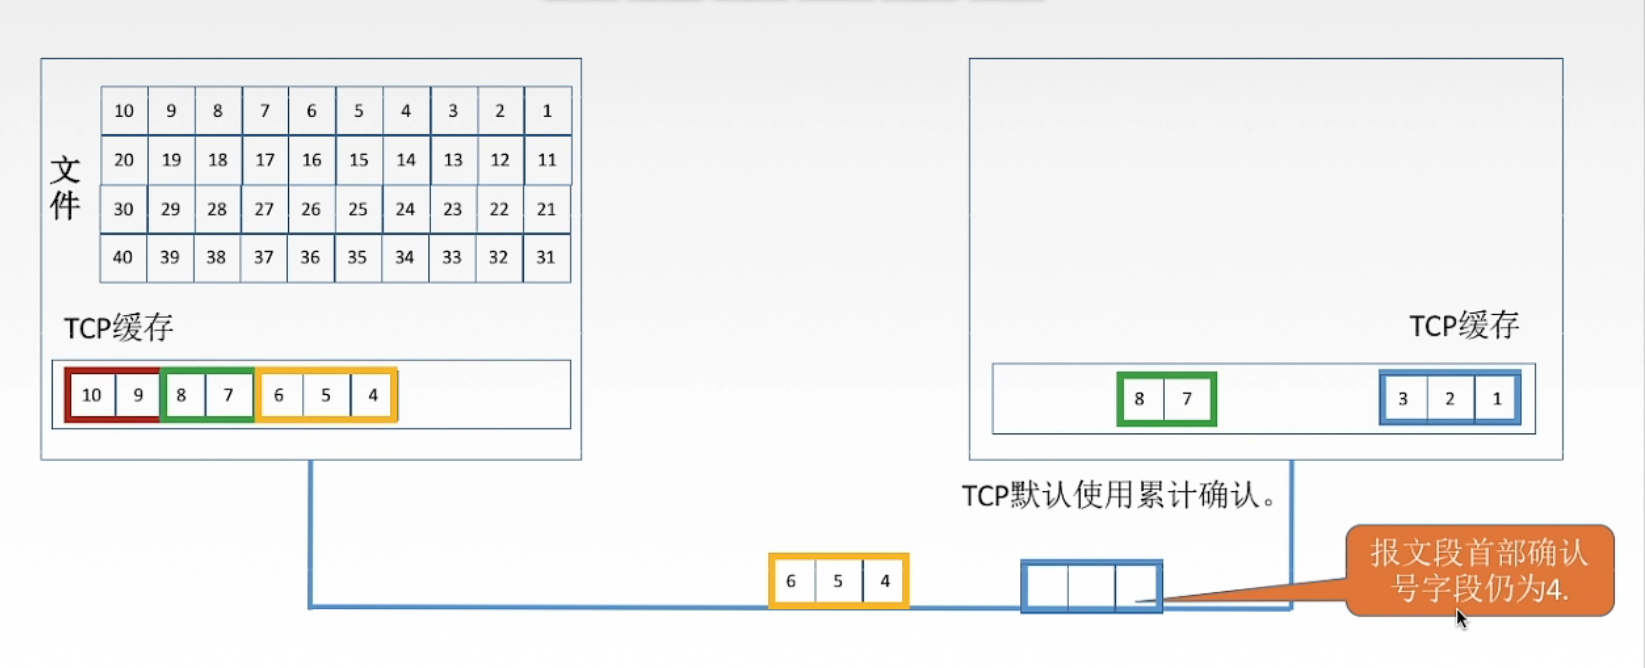 10 9 8 7 6 5 4 3 2 1
20 19 18 17 16 15 14 13 12 11
30 29 28 27 26 25 24 23 22 21
40 39 38 37 36 35 34 33 32 31
文
件
TCP缓存
10 9 8 7 6 5 4
TCP缓存
8 7 3 2 1
TCP默认使用累计确认。
6 5 4
报文段首部确认
号字段仍为4.